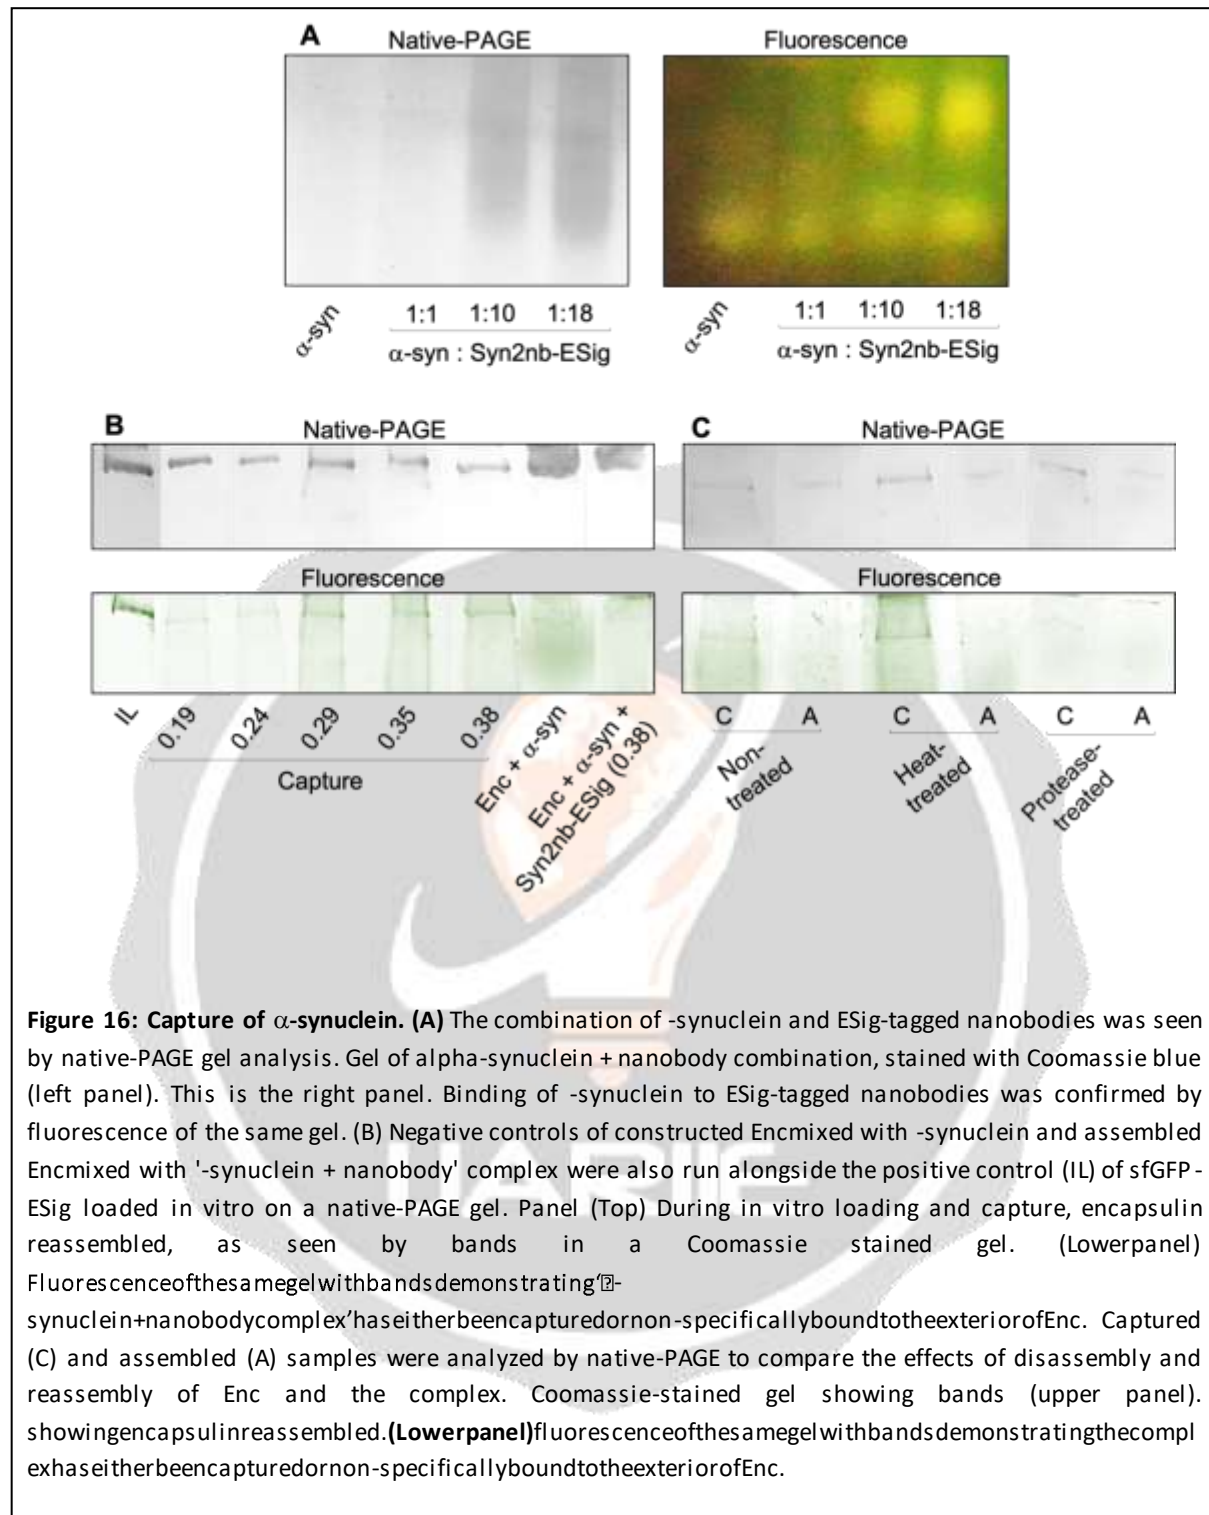 A
Native-PAGE
Fluorescence
α-syn
1:1 1:10 1:18
α-syn : Syn2nb-ESig
α-syn
1:1 1:10 1:18
α-syn : Syn2nb-ESig
B
Native-PAGE
Fluorescence
IL
0.19
0.24
0.29
0.35
0.38
Capture
Enc + α-syn
Enc + α-syn +
Syn2nb-ESig (0.38)
C
Native-PAGE
Fluorescence
C A
Non-
treated
C A
Heat-
treated
C A
Protease-
treated
Figure 16: Capture of α-synuclein. (A) The combination of -synuclein and ESig-tagged nanobodies was seen
by native-PAGE gel analysis. Gel of alpha-synuclein + nanobody combination, stained with Coomassie blue
(left panel). This is the right panel. Binding of -synuclein to ESig-tagged nanobodies was confirmed by
fluorescence of the same gel. (B) Negative controls of constructed Encmixed with -synuclein and assembled
Encmixed with '-synuclein + nanobody' complex were also run alongside the positive control (IL) of sfGFP-
ESig loaded in vitro on a native-PAGE gel. Panel (Top) During in vitro loading and capture, encapsulin
reassembled, as seen by bands in a Coomassie stained gel. (Lowerpanel)
Fluorescenceofthesamegelwithbandsdemonstrating‘-
synuclein+nanobodycomplex’haseitherbeencapturedornon-specificallyboundtotheexteriorofEnc. Captured
(C) and assembled (A) samples were analyzed by native-PAGE to compare the effects of disassembly and
reassembly of Enc and the complex. Coomassie-stained gel showing bands (upper panel).
showingencapsulinreassembled.(Lowerpanel)fluorescenceofthesamegelwithbandsdemonstratingthecompl
exhaseitherbeencapturedornon-specificallyboundtotheexteriorofEnc.